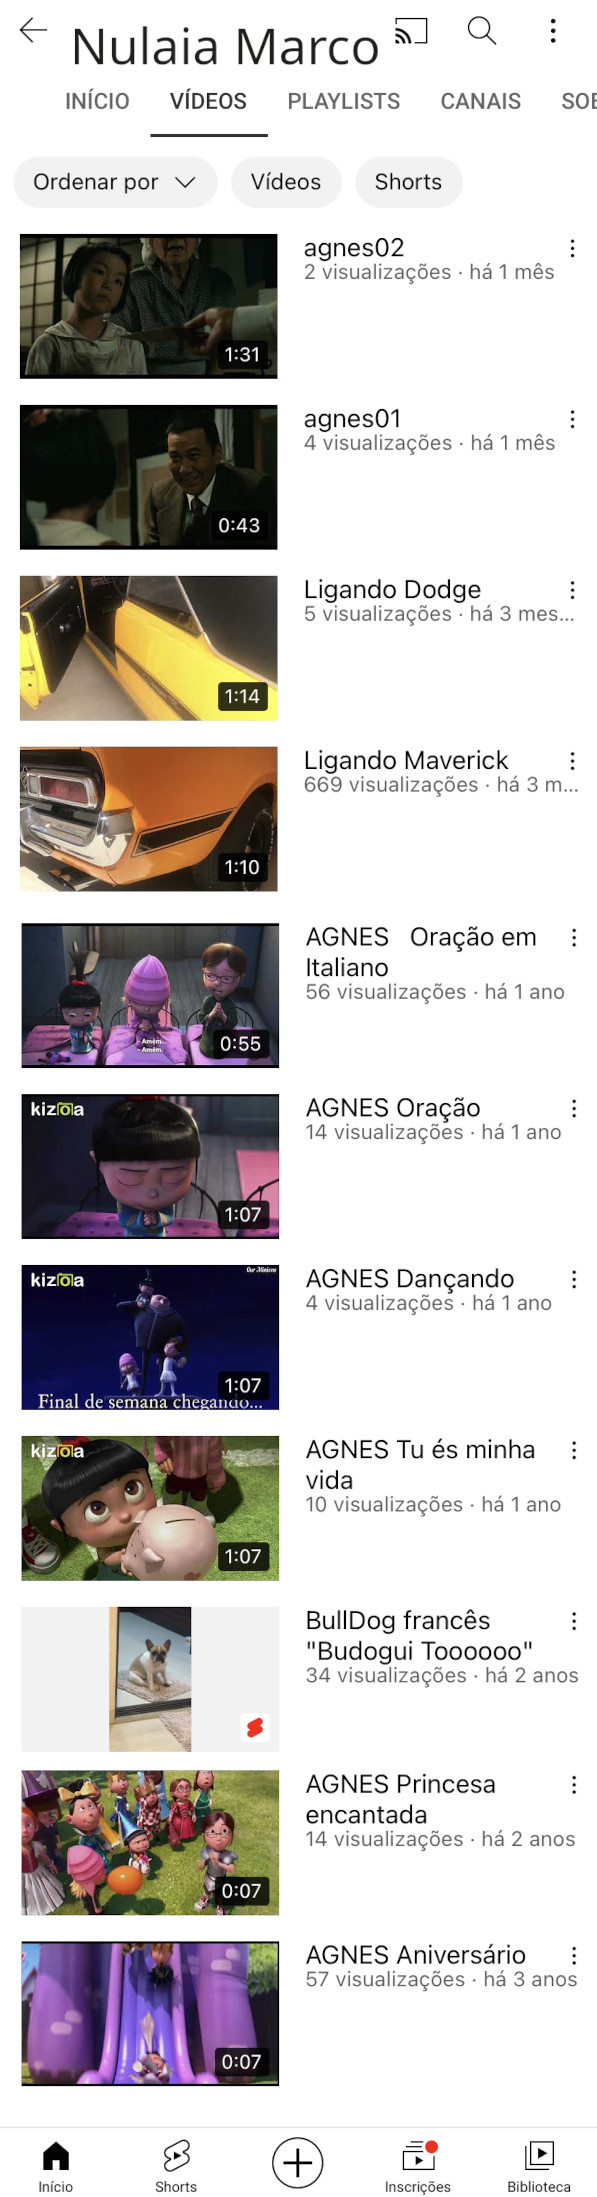 Nulaia Marco
INÍCIO VÍDEOS PLAYLISTS CANAIS SOB
Ordenar por Vídeos Shorts
agnes02
2 visualizações · há 1 mês
1:31
agnes01
4 visualizações · há 1 mês
0:43
Ligando Dodge
5 visualizações · há 3 mes...
1:14
Ligando Maverick
669 visualizações · há 3 m...
1:10
AGNES Oração em
Italiano
56 visualizações · há 1 ano
- Amém.
- Amém.
0:55
kizoa
AGNES Oração
14 visualizações · há 1 ano
1:07
kizoa
Our Minions
AGNES Dançando
4 visualizações · há 1 ano
1:07
Final de semana chegando...
kizoa
AGNES Tu és minha
vida
10 visualizações · há 1 ano
1:07
BullDog francês
"Budogui Toooooo"
34 visualizações · há 2 anos
AGNES Princesa
encantada
14 visualizações · há 2 anos
0:07
AGNES Aniversário
57 visualizações · há 3 anos
0:07
Início Shorts Inscrições Biblioteca